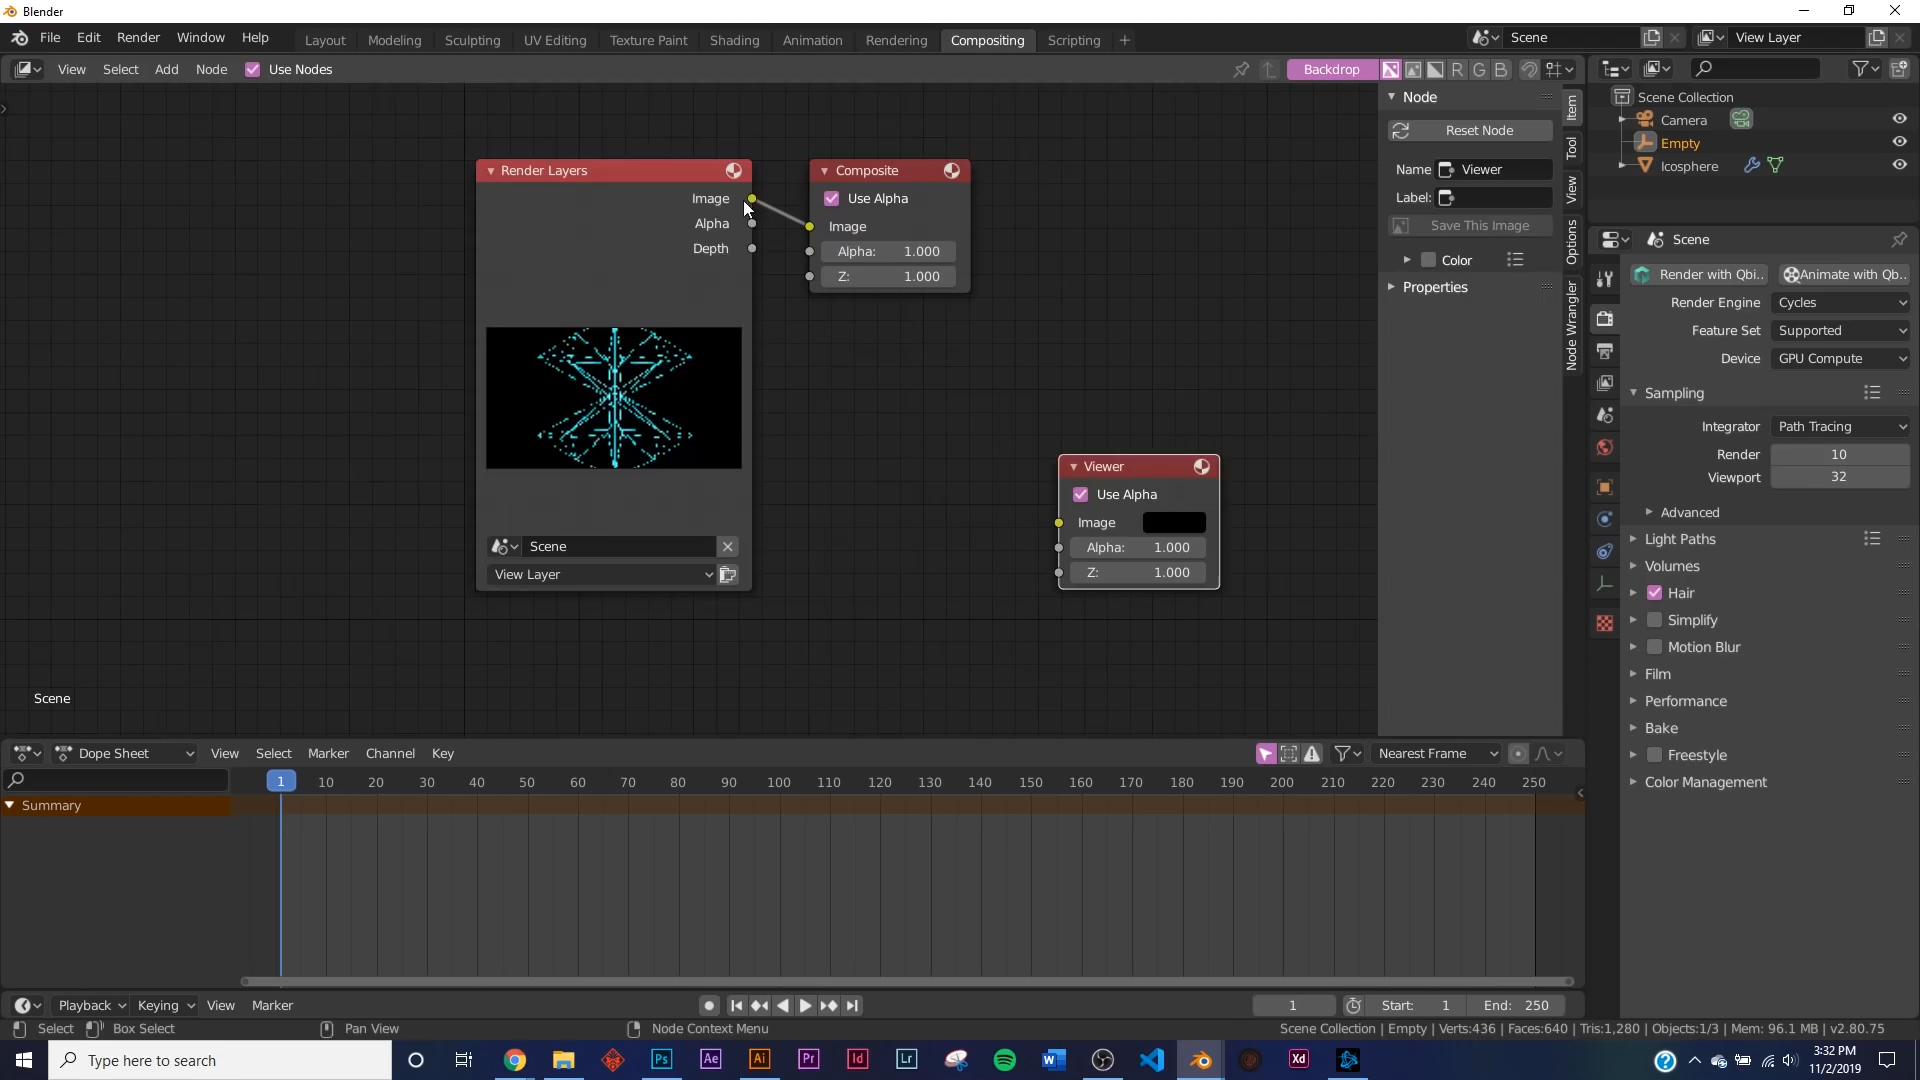 Blender
File Edit Render Window Help Layout Modeling Sculpting UV Editing Texture Paint Shading Animation Rendering Compositing Scripting + Scene View Layer
View Select Add Node Use Nodes Backdrop R G B
Node
Reset Node
Name Viewer
Label:
Save This Image
Color
Properties
Item
Tool
View
Options
Node Wrangler
Render Layers
Image
Alpha
Depth
Scene
View Layer
Composite
Use Alpha
Image
Alpha: 1.000
Z: 1.000
Viewer
Use Alpha
Image
Alpha: 1.000
Z: 1.000
Scene
Scene Collection
Camera
Empty
Icosphere
Scene
Render with Qbi.. Animate with Qb..
Render Engine Cycles
Feature Set Supported
Device GPU Compute
Sampling
Integrator Path Tracing
Render 10
Viewport 32
Advanced
Light Paths
Volumes
Hair
Simplify
Motion Blur
Film
Performance
Bake
Freestyle
Color Management
Dope Sheet View Select Marker Channel Key Nearest Frame
1 10 20 30 40 50 60 70 80 90 100 110 120 130 140 150 160 170 180 190 200 210 220 230 240 250
Summary
Playback Keying View Marker 1 Start: 1 End: 250
Select Box Select Pan View Node Context Menu Scene Collection | Empty | Verts:436 | Faces:640 | Tris:1,280 | Objects:1/3 | Mem: 96.1 MB | v2.80.75
Type here to search Ps Ae Ai Pr Id Lr W Xd 3:32 PM
11/2/2019